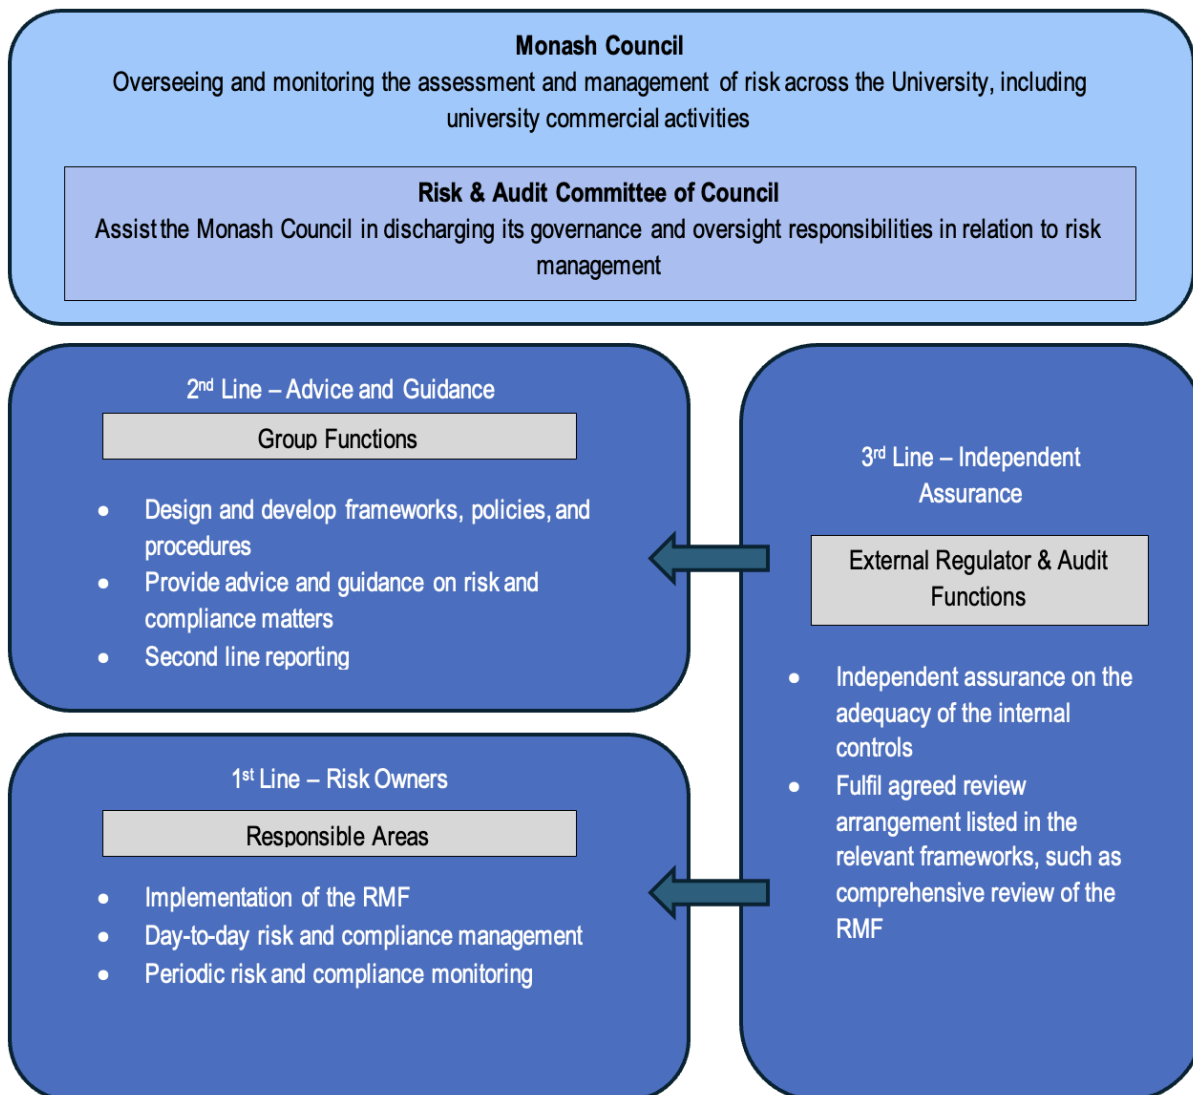 Monash Council
Overseeing and monitoring the assessment and management of risk across the University, including
university commercial activities
Risk & Audit Committee of Council
Assist the Monash Council in discharging its governance and oversight responsibilities in relation to risk
management
2nd Line – Advice and Guidance
Group Functions
• Design and develop frameworks, policies, and
procedures
• Provide advice and guidance on risk and
compliance matters
• Second line reporting
1st Line – Risk Owners
Responsible Areas
• Implementation of the RMF
• Day-to-day risk and compliance management
• Periodic risk and compliance monitoring
3rd Line – Independent
Assurance
External Regulator & Audit
Functions
• Independent assurance on the
adequacy of the internal
controls
• Fulfil agreed review
arrangement listed in the
relevant frameworks, such as
comprehensive review of the
RMF